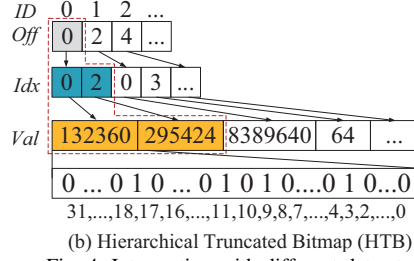 ID 0 1 2 ...
Off 0 2 4 ...
Idx 0 2 0 3 ...
Val 132360 295424 8389640 64 ...
0 ... 0 1 0 ... 0 1 0 1 0....0 1 0...0
31,...,18,17,16,...,11,10,9,8,7,...,4,3,2,...,0
(b) Hierarchical Truncated Bitmap (HTB)